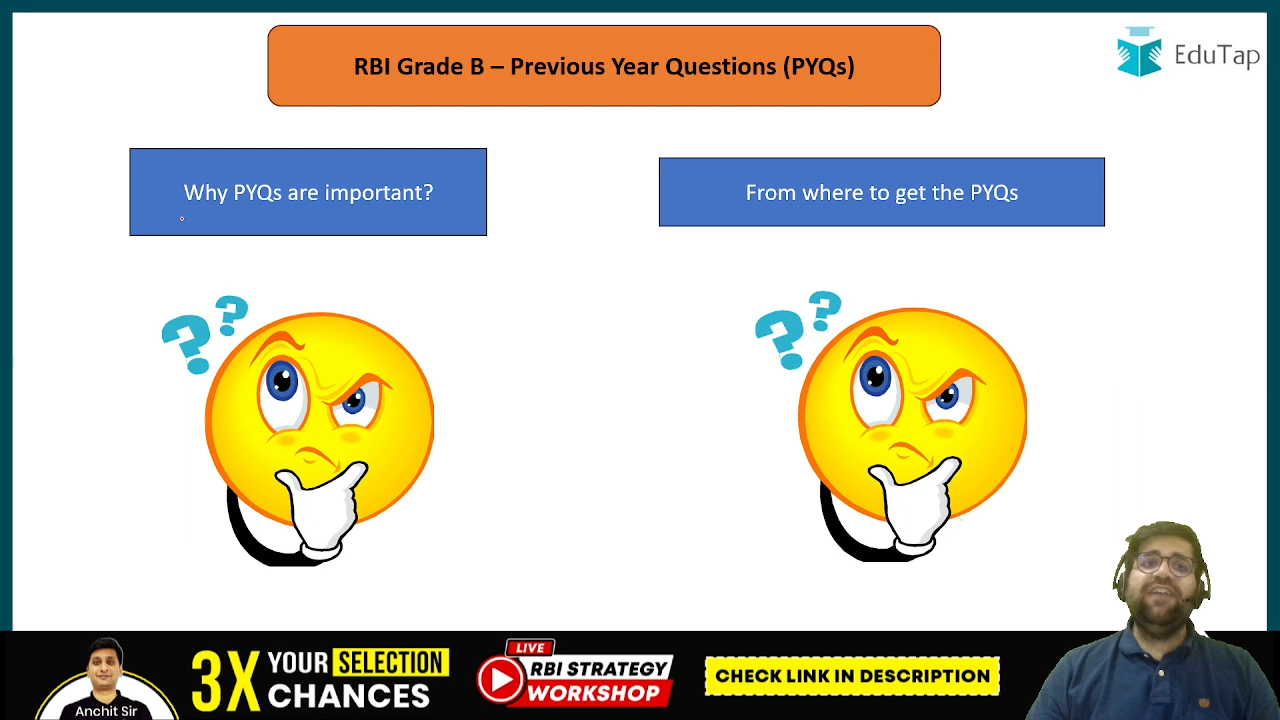 RBI Grade B – Previous Year Questions (PYQs)
EduTap
Why PYQs are important?
From where to get the PYQs
? ?
? ?
Anchit Sir
3X YOUR SELECTION
CHANCES
LIVE
RBI STRATEGY
WORKSHOP
CHECK LINK IN DESCRIPTION